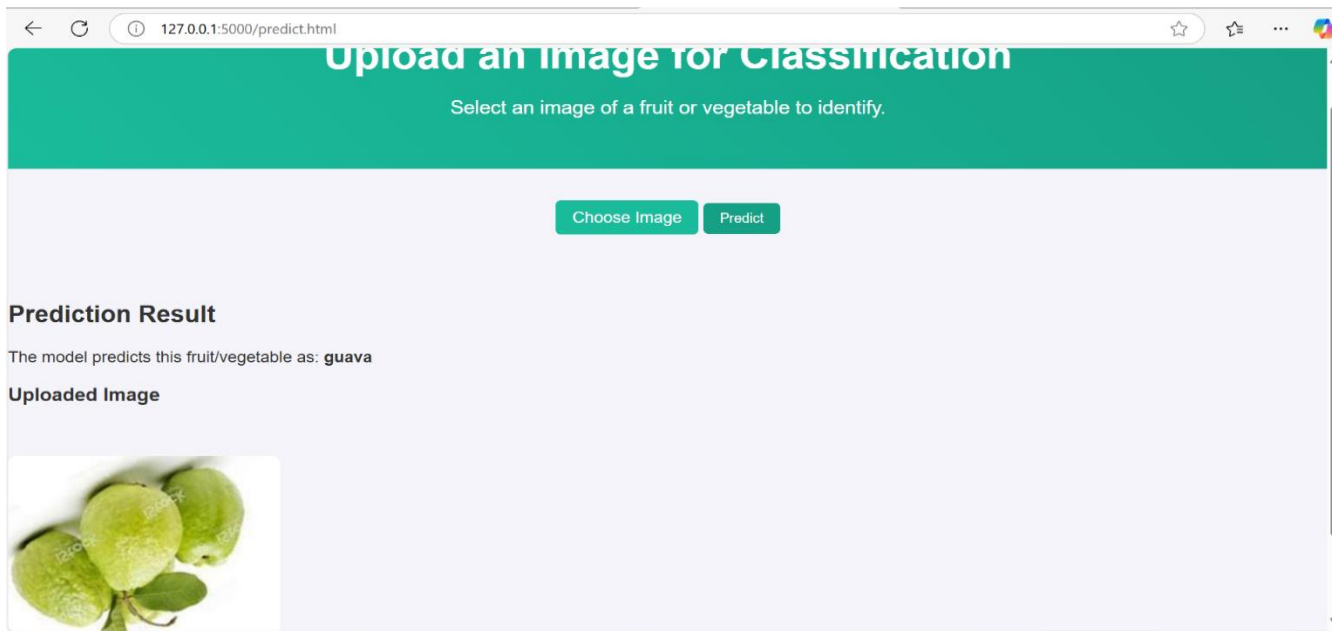 127.0.0.1:5000/predict.html
Upload an Image for Classification
Select an image of a fruit or vegetable to identify.
Choose Image Predict
Prediction Result
The model predicts this fruit/vegetable as: guava
Uploaded Image